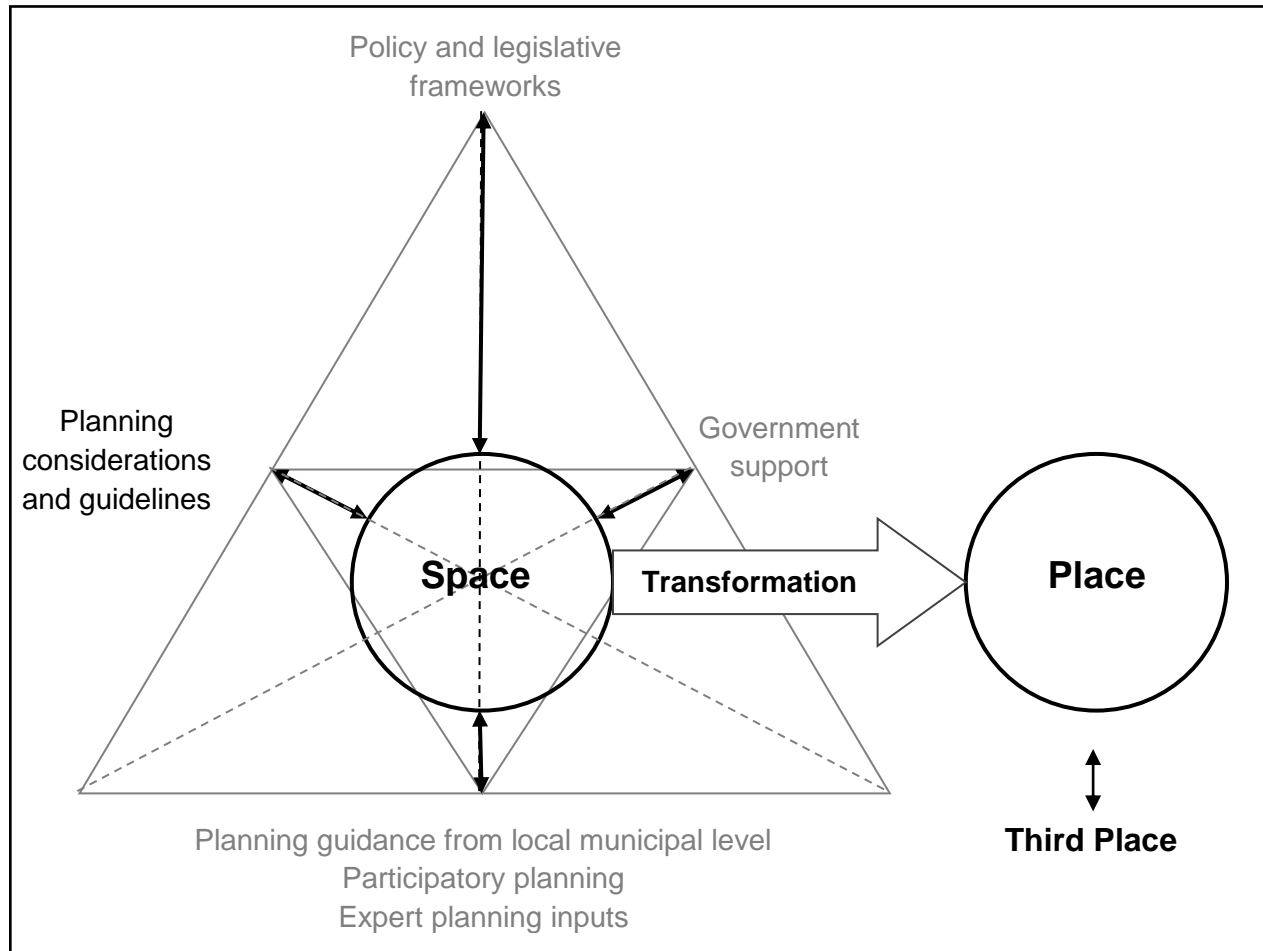 Policy and legislative
frameworks
Planning
considerations
and guidelines
Government
support
Space
Transformation
Place
Planning guidance from local municipal level
Participatory planning
Expert planning inputs
Third Place